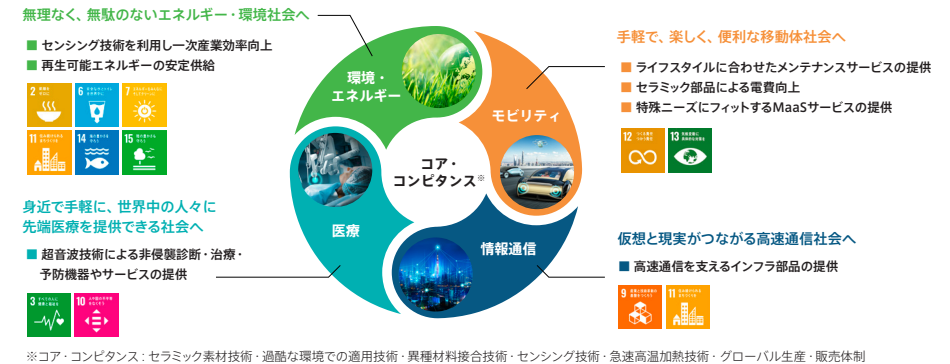 無理なく、無駄のないエネルギー・環境社会へ
■ センシング技術を利用し一次産業効率向上
■ 再生可能エネルギーの安定供給
2
6
7
11
14
15
環境・
エネルギー
モビリティ
コア・
コンピタンス※
医療
情報通信
手軽で、楽しく、便利な移動体社会へ
■ ライフスタイルに合わせたメンテナンスサービスの提供
■ セラミック部品による電費向上
■ 特殊ニーズにフィットするMaaSサービスの提供
12
13
身近で手軽に、世界中の人々に
先端医療を提供できる社会へ
■ 超音波技術による非侵襲診断・治療・
予防機器やサービスの提供
3
10
仮想と現実がつながる高速通信社会へ
■ 高速通信を支えるインフラ部品の提供
9
11
※コア・コンピタンス : セラミック素材技術・過酷な環境での適用技術・異種材料接合技術・センシング技術・急速高温加熱技術・グローバル生産・販売体制